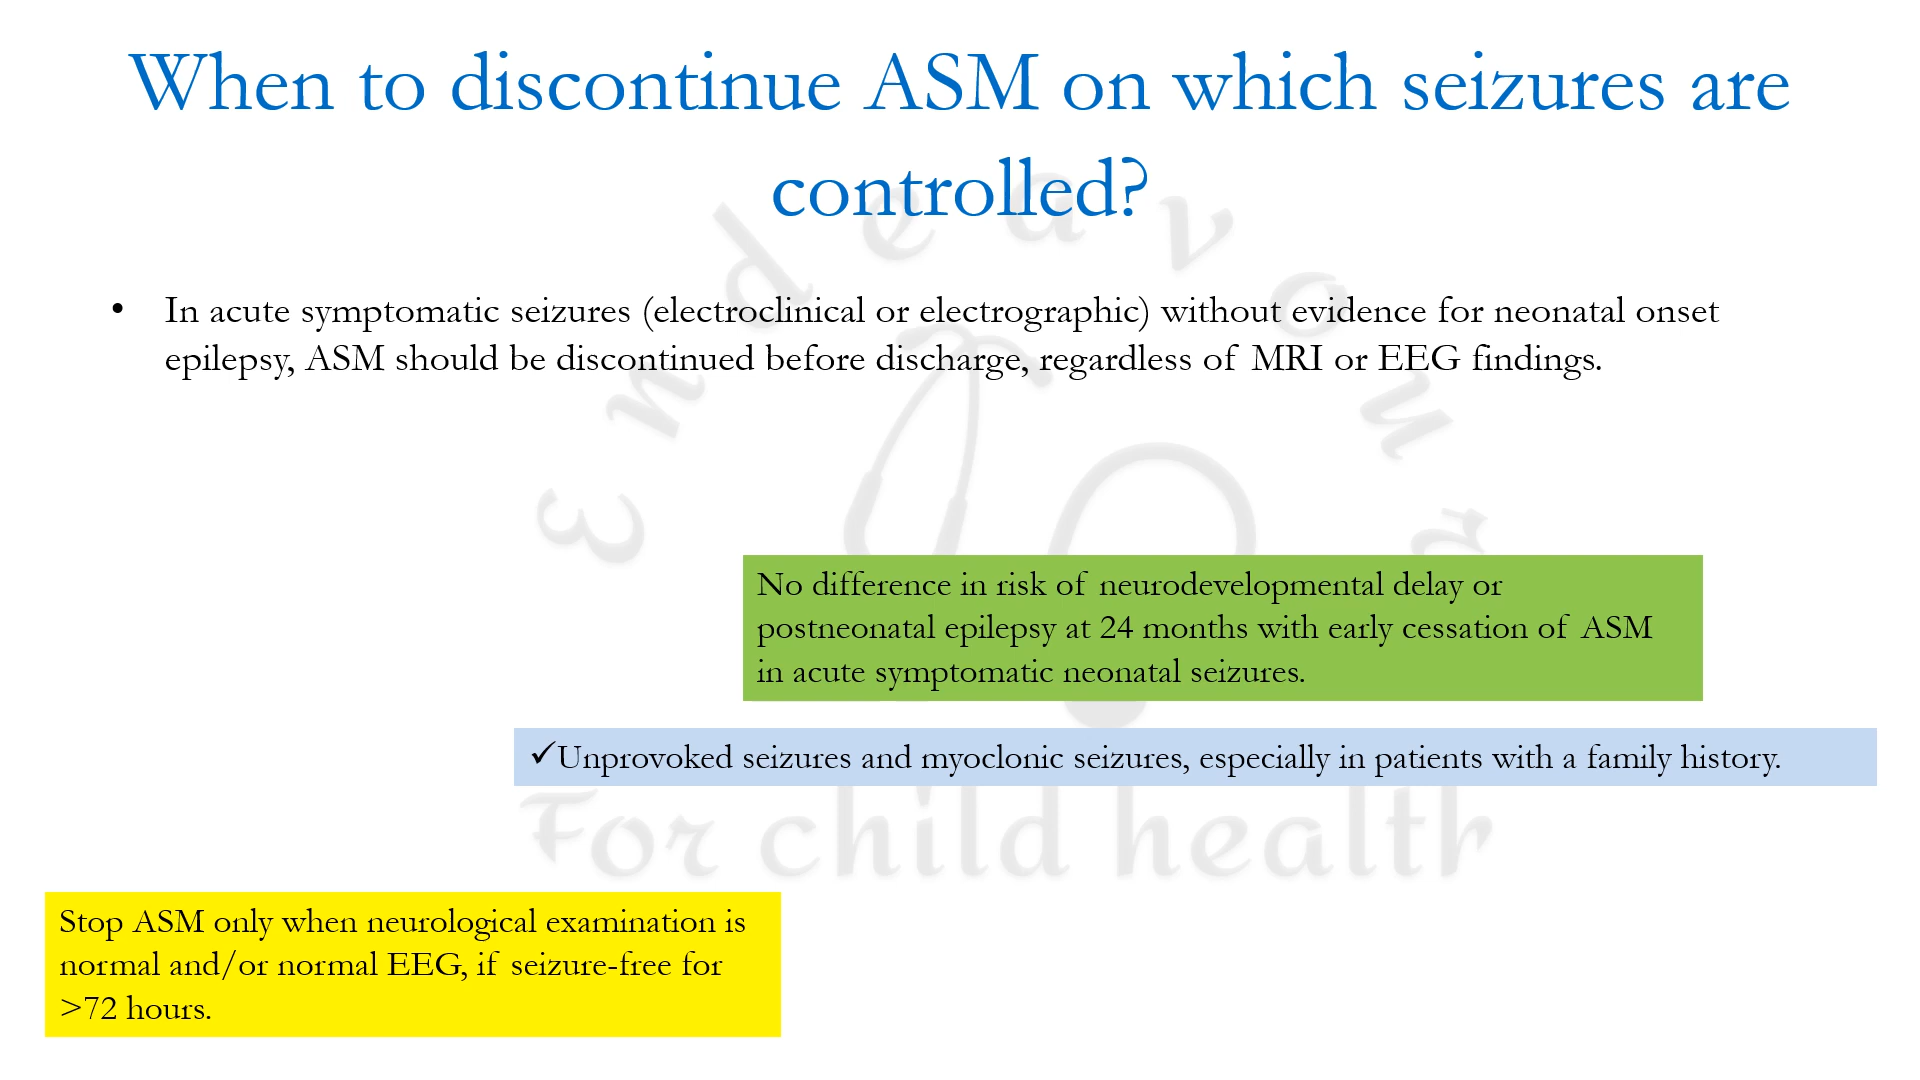 When to discontinue ASM on which seizures are
controlled?
• In acute symptomatic seizures (electroclinical or electrographic) without evidence for neonatal onset
epilepsy, ASM should be discontinued before discharge, regardless of MRI or EEG findings.
No difference in risk of neurodevelopmental delay or
postneonatal epilepsy at 24 months with early cessation of ASM
in acute symptomatic neonatal seizures.
✓Unprovoked seizures and myoclonic seizures, especially in patients with a family history.
Stop ASM only when neurological examination is
normal and/or normal EEG, if seizure-free for
>72 hours.
Endeavour
For child health